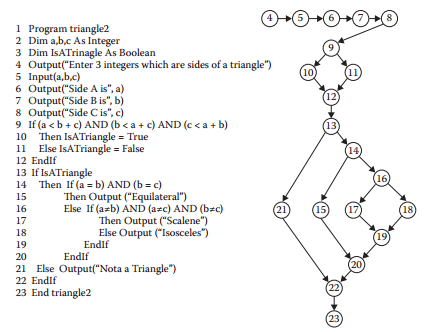 1 Program triangle2
2 Dim a,b,c As Integer
3 Dim IsATrinagle As Boolean
4 Output("Enter 3 integers which are sides of a triangle")
5 Input(a,b,c)
6 Output("Side A is", a)
7 Output("Side B is", b)
8 Output("Side C is", c)
9 If (a < b + c) AND (b < a + c) AND (c < a + b)
10 Then IsATriangle = True
11 Else IsATriangle = False
12 EndIf
13 If IsATriangle
14 Then If (a = b) AND (b = c)
15 Then Output ("Equilateral")
16 Else If (a≠b) AND (a≠c) AND (b≠c)
17 Then Output ("Scalene")
18 Else Output ("Isosceles")
19 EndIf
20 EndIf
21 Else Output("Nota a Triangle")
22 EndIf
23 End triangle2
4 5 6 7 8
9
10 11
12
13
14
16
21 15 17 18
19
20
22
23